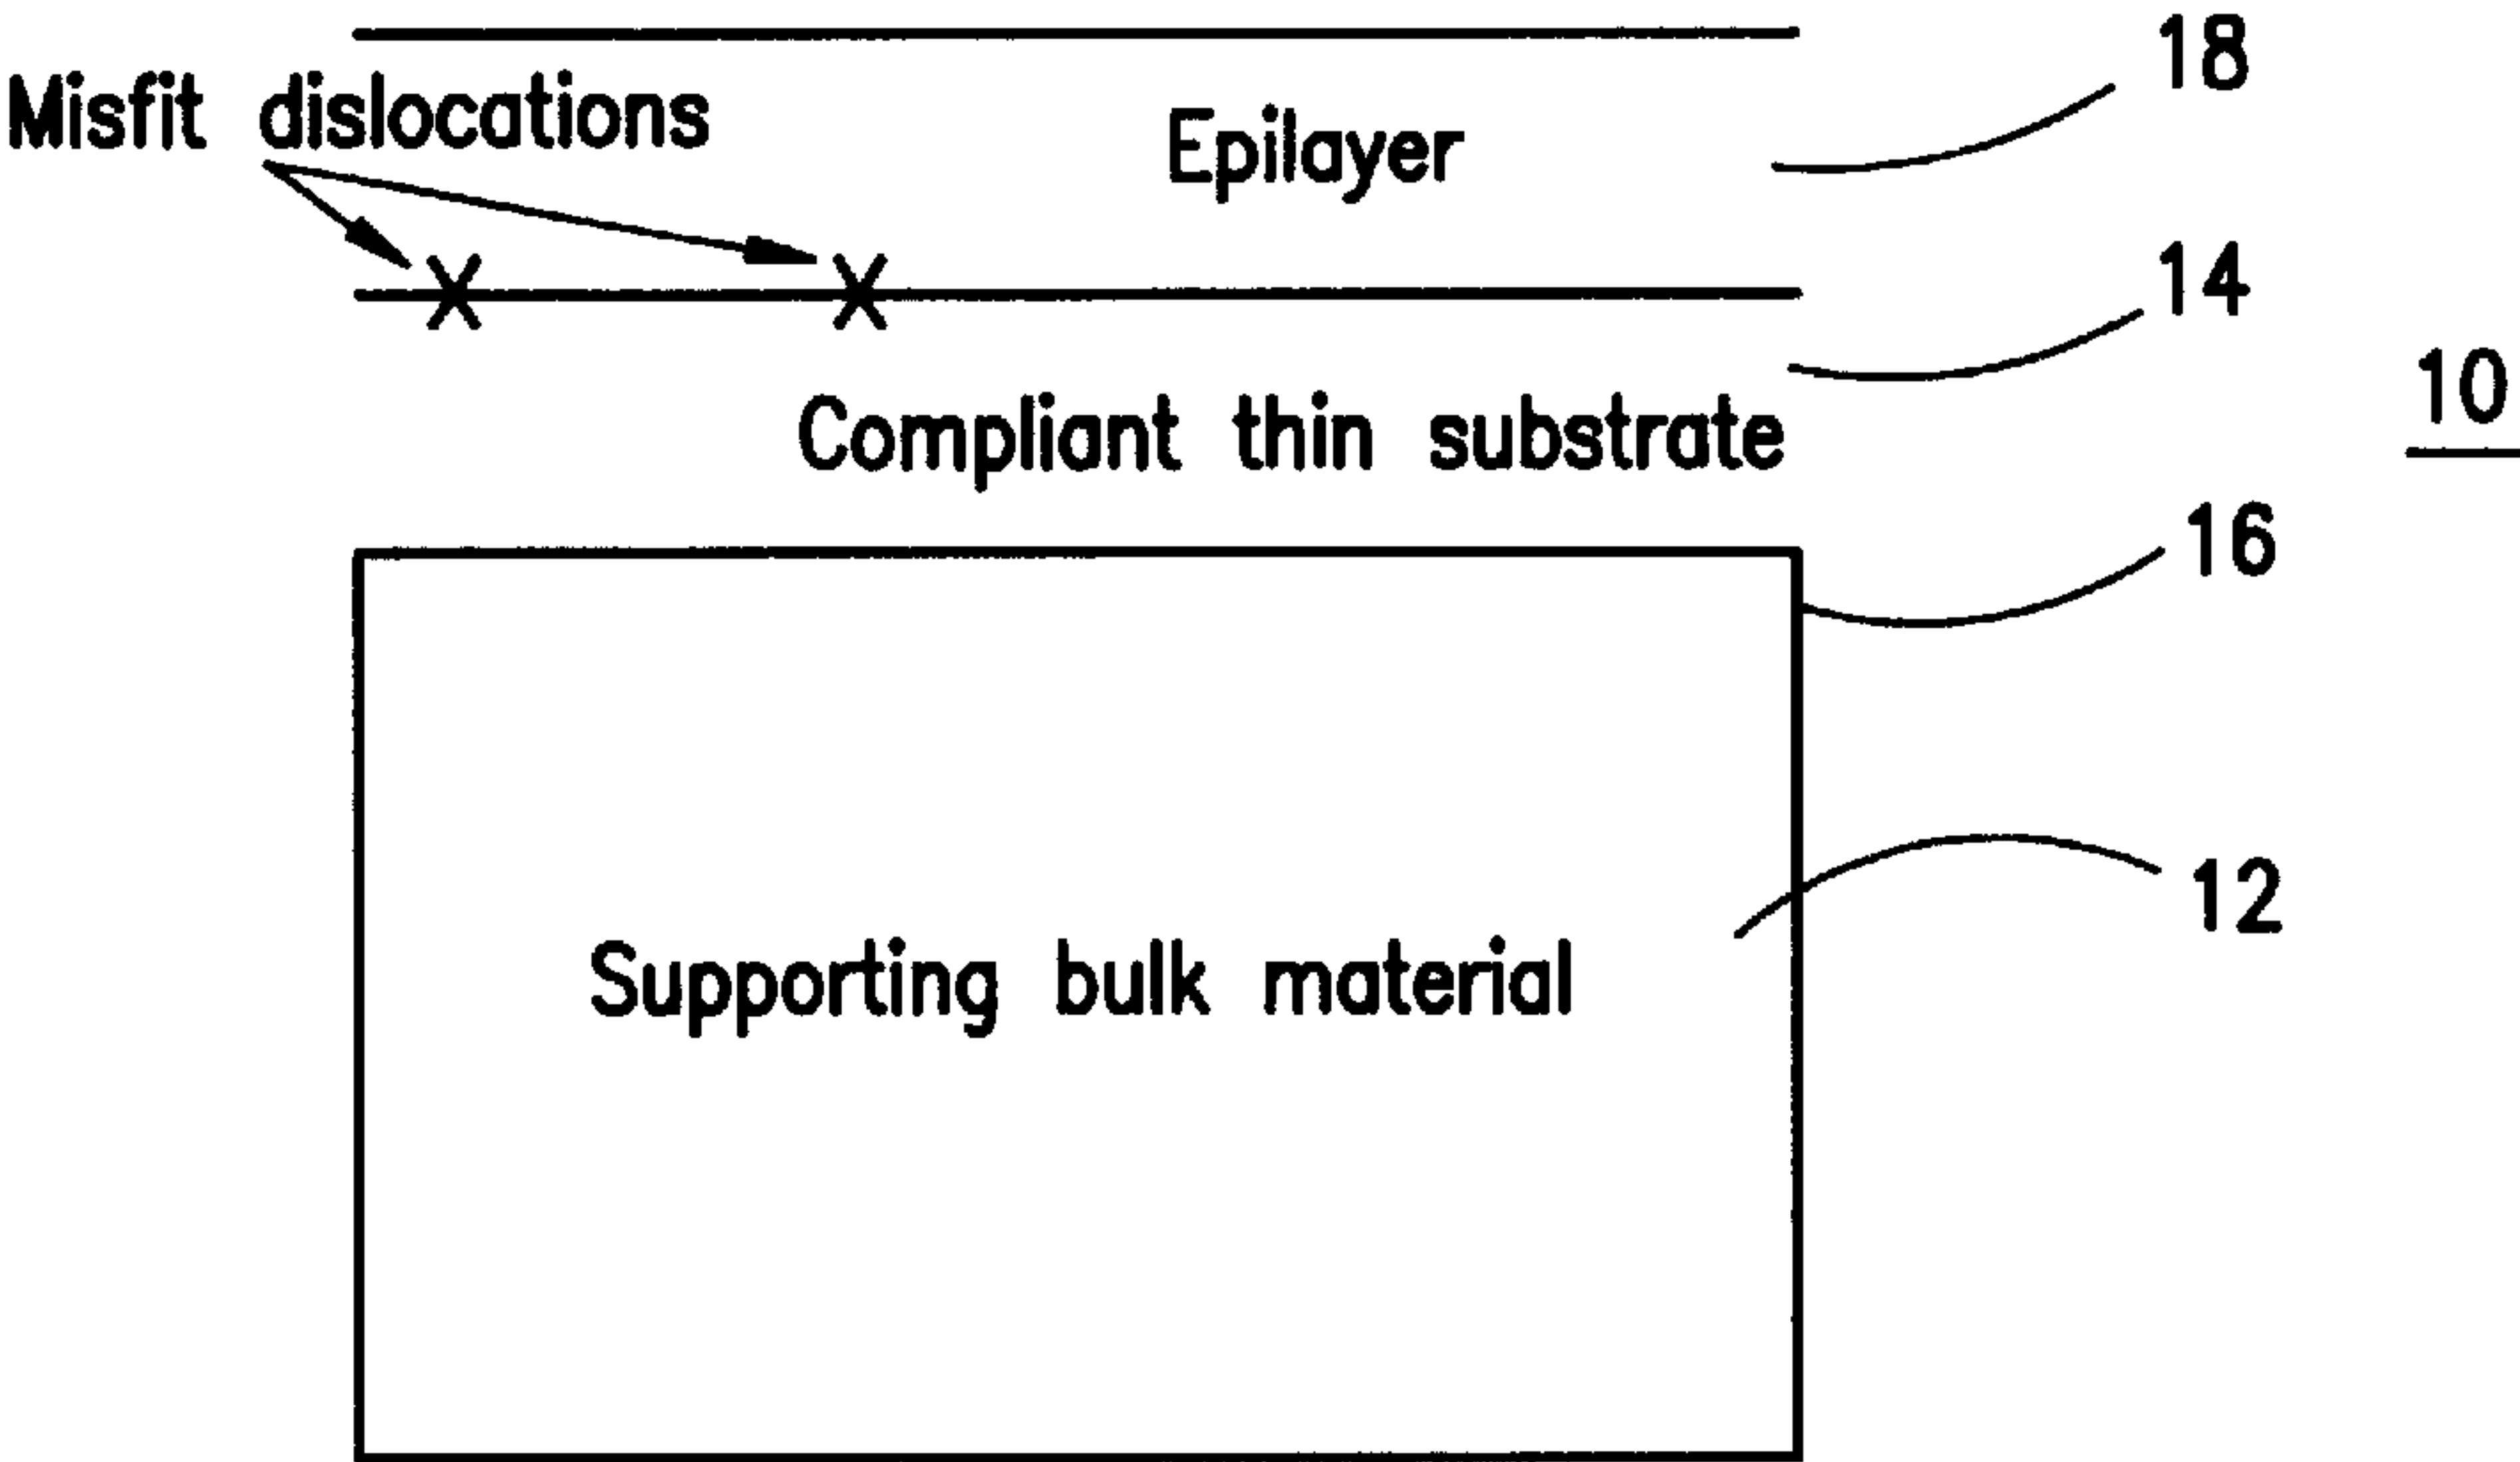 18
Misfit dislocations
Epilayer
14
10
Compliant thin substrate
16
12
Supporting bulk material